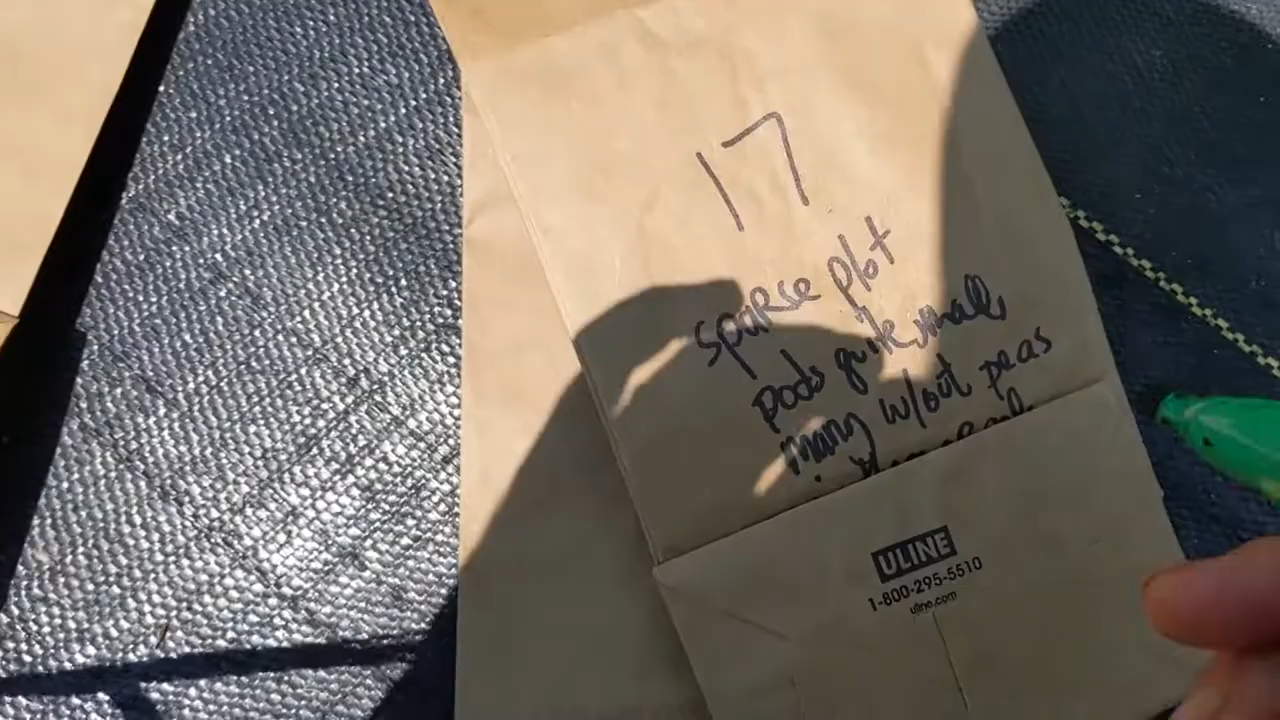 17
sparse plot
pods quite small
many w/out peas
ULINE
1-800-295-5510
uline.com